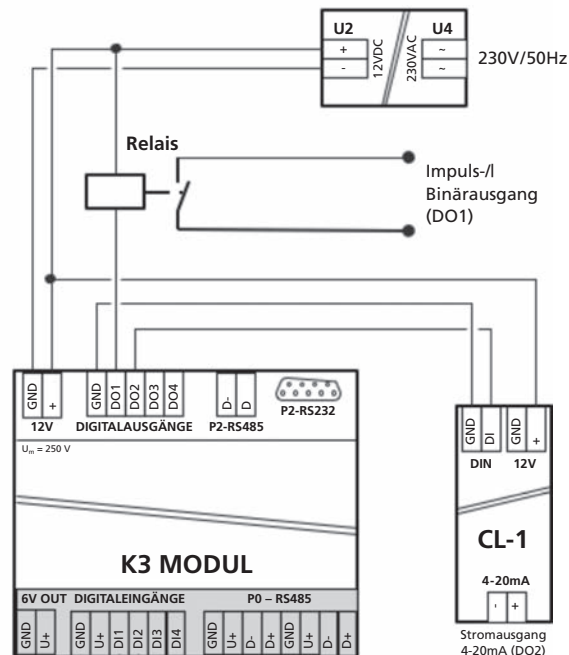 U2 U4
+ ~
- ~
12VDC 230VAC
230V/50Hz
Relais
Impuls-/l
Binärausgang
(DO1)
GND + GND DO1 DO2 DO3 DO4 D- D
12V DIGITALAUSGÄNGE P2-RS485 P2-RS232
Um = 250 V
K3 MODUL
6V OUT DIGITALEINGÄNGE P0 – RS485
GND U+ GND U+ DI1 DI2 DI3 DI4 GND U+ D- D+ GND U+ D- D+
GND DI GND +
DIN 12V
CL-1
4-20mA
- +
Stromausgang
4-20mA (DO2)